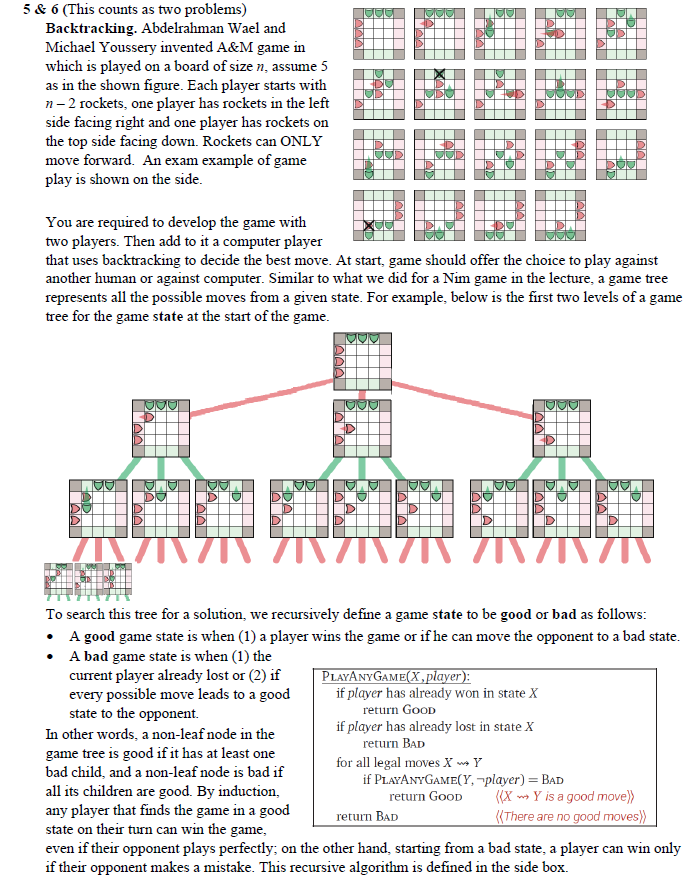 5 & 6 (This counts as two problems)
Backtracking. Abdelrahman Wael and
Michael Youssery invented A&M game in
which is played on a board of size n, assume 5
as in the shown figure. Each player starts with
n – 2 rockets, one player has rockets in the left
side facing right and one player has rockets on
the top side facing down. Rockets can ONLY
move forward.  An exam example of game
play is shown on the side.
You are required to develop the game with
two players. Then add to it a computer player
that uses backtracking to decide the best move. At start, game should offer the choice to play against
another human or against computer. Similar to what we did for a Nim game in the lecture, a game tree
represents all the possible moves from a given state. For example, below is the first two levels of a game
tree for the game state at the start of the game.
To search this tree for a solution, we recursively define a game state to be good or bad as follows:
• A good game state is when (1) a player wins the game or if he can move the opponent to a bad state.
• A bad game state is when (1) the
current player already lost or (2) if
every possible move leads to a good
state to the opponent.
In other words, a non-leaf node in the
game tree is good if it has at least one
bad child, and a non-leaf node is bad if
all its children are good. By induction,
any player that finds the game in a good
state on their turn can win the game,
even if their opponent plays perfectly; on the other hand, starting from a bad state, a player can win only
if their opponent makes a mistake. This recursive algorithm is defined in the side box.
PLAYANYGAME(X, player):
if player has already won in state X
return GOOD
if player has already lost in state X
return BAD
for all legal moves X ⇝ Y
if PLAYANYGAME(Y, ¬player) = BAD
return GOOD ⟨⟨X ⇝ Y is a good move⟩⟩
return BAD ⟨⟨There are no good moves⟩⟩